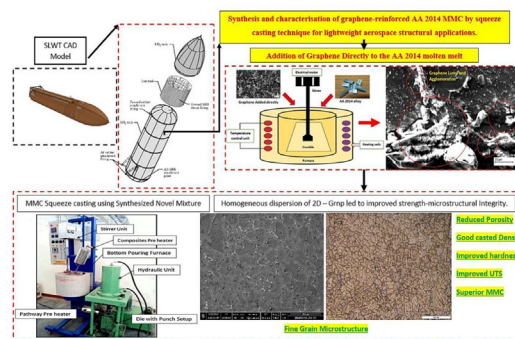 Synthesis and characterisation of graphene-reinforced AA 2014 MMC by squeeze
casting technique for lightweight aerospace structural applications.
SLWT CAD
Model
Addition of Graphene Directly to the AA 2014 molten melt
Electrical motor
Graphene Added directly
AA-2014 alloy
Graphene Lump and
Agglomeration
Temperature
control unit
Crucible
Heating coils
Furnace
MMC Squeeze casting using Synthesized Novel Mixture
Homogeneous dispersion of 2D – Grnp led to improved strength-microstructural Integrity.
Stirrer Unit
Composites Pre heater
Bottom Pouring Furnace
Hydraulic Unit
Pathway Pre heater
Die with Punch Setup
Reduced Porosity
Good casted Dens
Improved hardnes
Improved UTS
Superior MMC
Fine Grain Microstructure